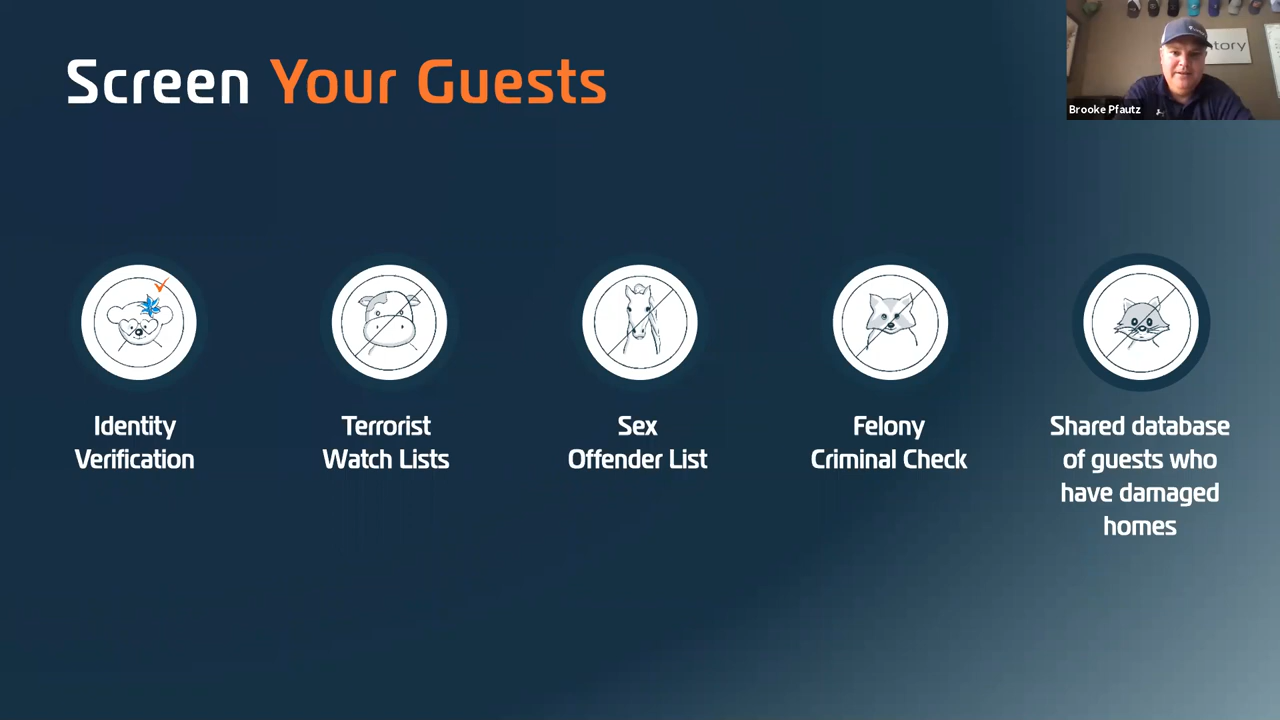 Screen Your Guests
tory
Brooke Pfautz
Identity
Verification
Terrorist
Watch Lists
Sex
Offender List
Felony
Criminal Check
Shared database
of guests who
have damaged
homes